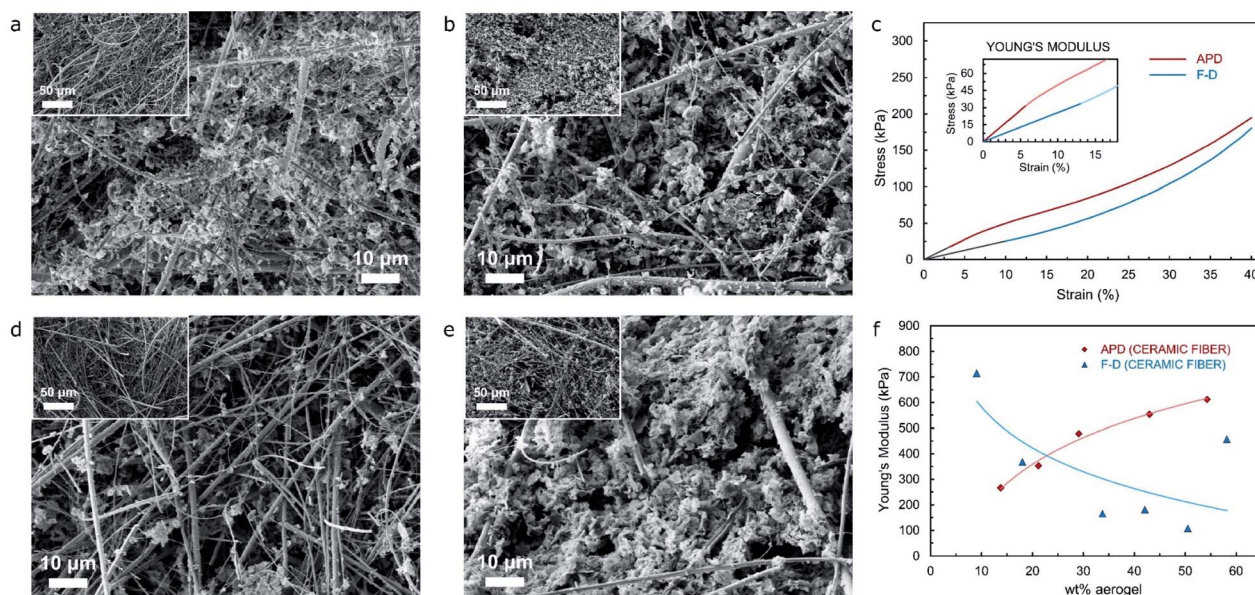 a
50 µm
10 µm
b
50 µm
10 µm
c
300
250
200
150
100
50
0
Stress (kPa)
YOUNG'S MODULUS
60
45
30
15
0
Stress (kPa)
0 5 10 15
Strain (%)
APD
F-D
0 5 10 15 20 25 30 35 40
Strain (%)
d
50 µm
10 µm
e
50 µm
10 µm
f
900
800
700
600
500
400
300
200
100
0
Young's Modulus (kPa)
APD (CERAMIC FIBER)
F-D (CERAMIC FIBER)
0 10 20 30 40 50 60
wt% aerogel